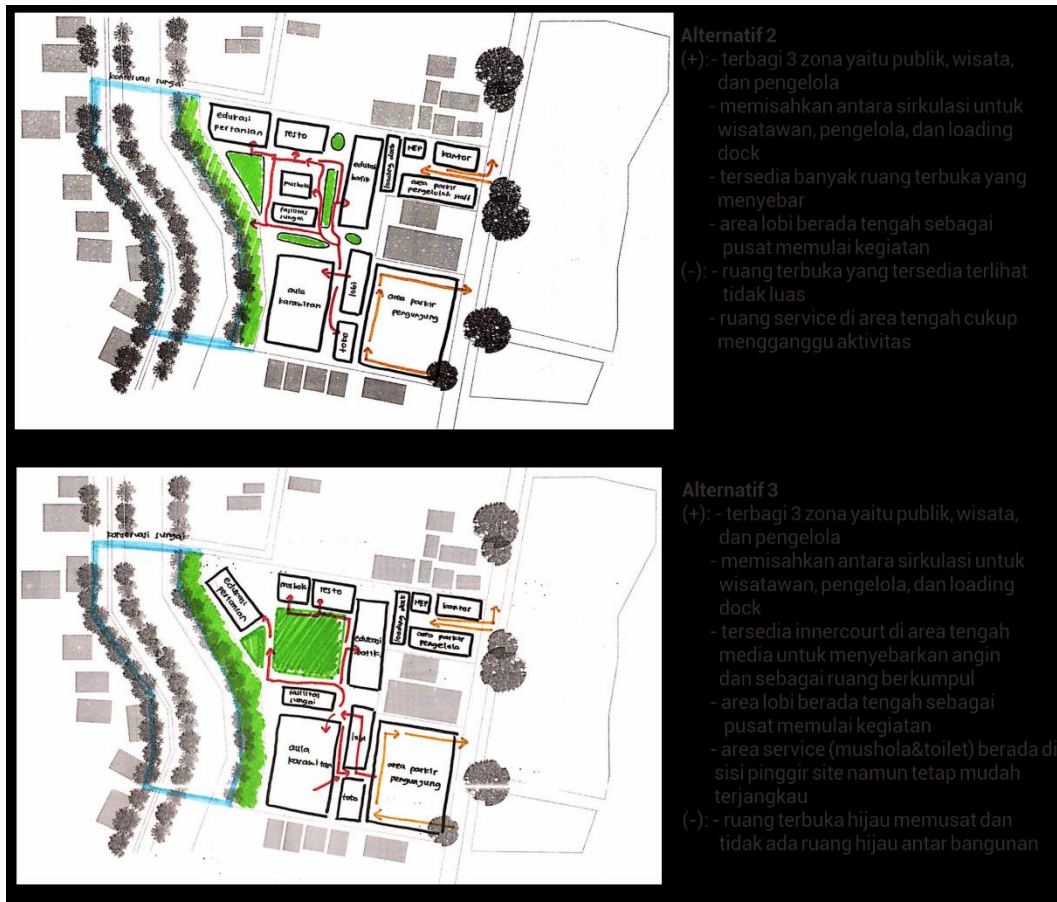 Alternatif 2
(+): - terbagi 3 zona yaitu publik, wisata,
dan pengelola
- memisahkan antara sirkulasi untuk
wisatawan, pengelola, dan loading
dock
- tersedia banyak ruang terbuka yang
menyebar
- area lobi berada tengah sebagai
pusat memulai kegiatan
(-): - ruang terbuka yang tersedia terlihat
tidak luas
- ruang service di area tengah cukup
mengganggu aktivitas
konservasi sungai
edukasi
pertanian
resto
edukasi
batik
loading dock
MEP
kantor
area parkir
pengelola staff
mushola
fasilitas
sungai
aula
karawitan
lobi
toko
area parkir
pengunjung
Alternatif 3
(+): - terbagi 3 zona yaitu publik, wisata,
dan pengelola
- memisahkan antara sirkulasi untuk
wisatawan, pengelola, dan loading
dock
- tersedia innercourt di area tengah
media untuk menyebarkan angin
dan sebagai ruang berkumpul
- area lobi berada tengah sebagai
pusat memulai kegiatan
- area service (mushola&toilet) berada di
sisi pinggir site namun tetap mudah
terjangkau
(-): - ruang terbuka hijau memusat dan
tidak ada ruang hijau antar bangunan
konservasi sungai
edukasi
pertanian
mushola
resto
edukasi
batik
loading dock
MEP
kantor
area parkir
pengelola
fasilitas
sungai
aula
karawitan
lobi
toko
area parkir
pengunjung